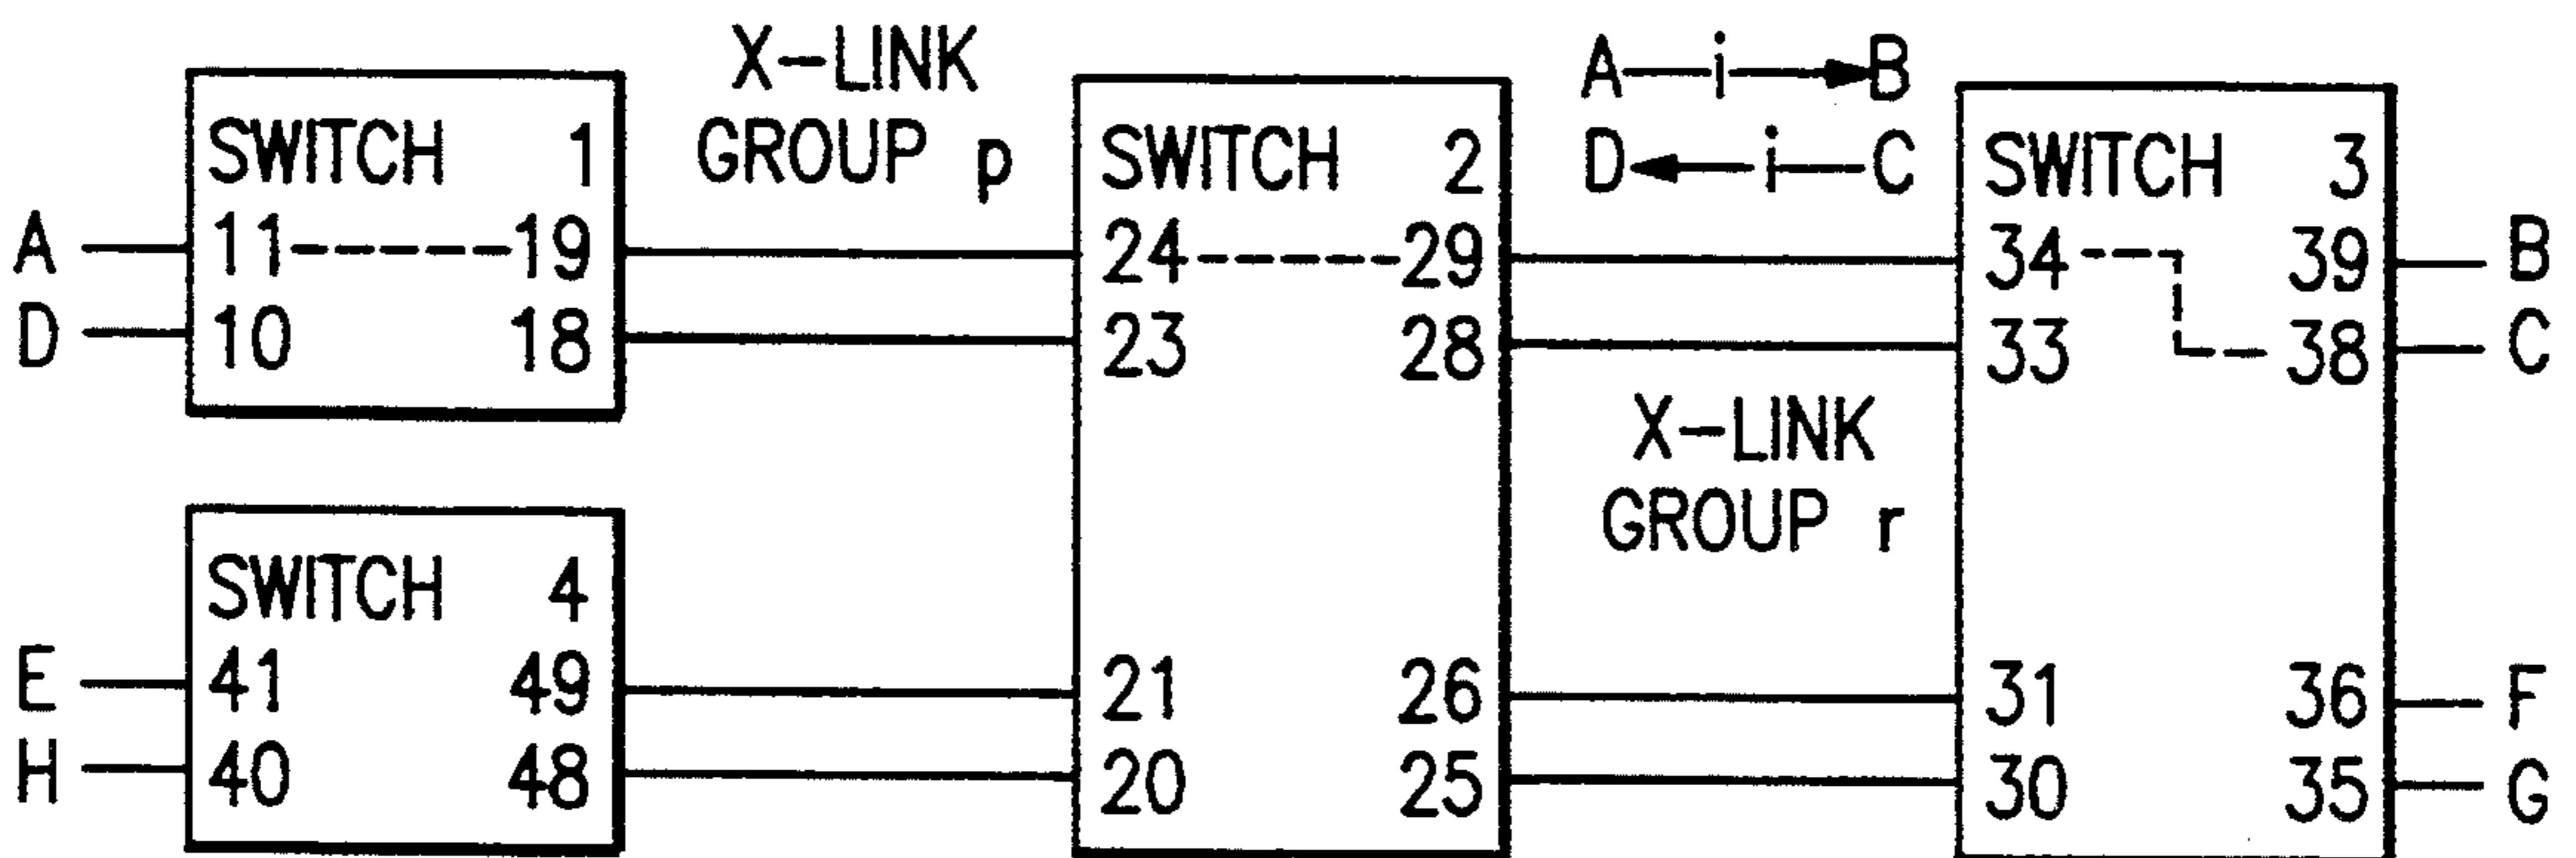 X-LINK
GROUP p
A i B
D i C
SWITCH 1
A 11 19
D 10 18
SWITCH 2
24 29
23 28
21 26
20 25
SWITCH 3
34 39 B
33 38 C
31 36 F
30 35 G
X-LINK
GROUP r
SWITCH 4
E 41 49
H 40 48